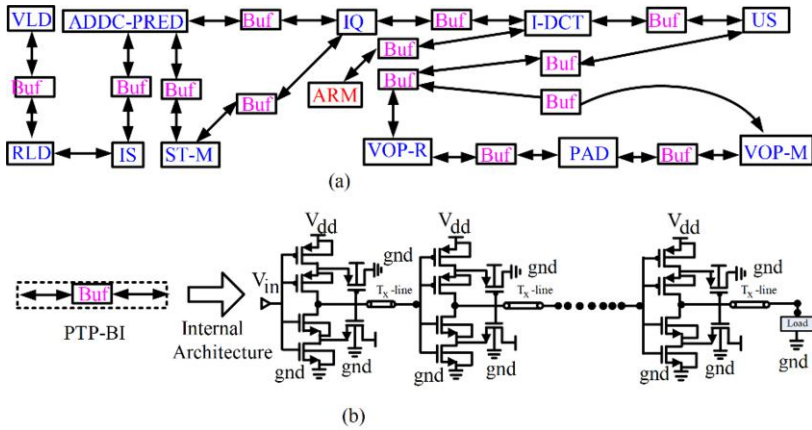 VLD ADDC-PRED Buf IQ Buf I-DCT Buf US
Buf Buf Buf Buf Buf Buf Buf
ARM Buf
RLD IS ST-M VOP-R Buf PAD Buf VOP-M
(a)
Vdd Vdd Vdd
gnd gnd gnd
Buf Vin Tx-line Tx-line Tx-line
PTP-BI Internal Load
Architecture
gnd gnd gnd gnd gnd gnd gnd
(b)